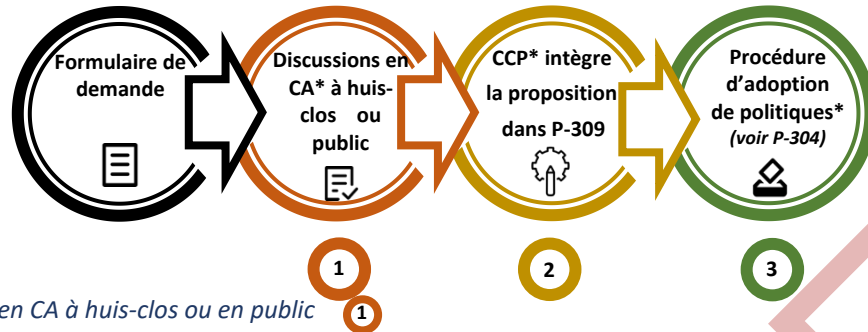 Formulaire de
demande
Discussions en
CA* à huis-
clos ou
public
CCP* intègre
la proposition
dans P-309
Procédure
d'adoption
de politiques*
(voir P-304)
1
2
3
en CA à huis-clos ou en public
1